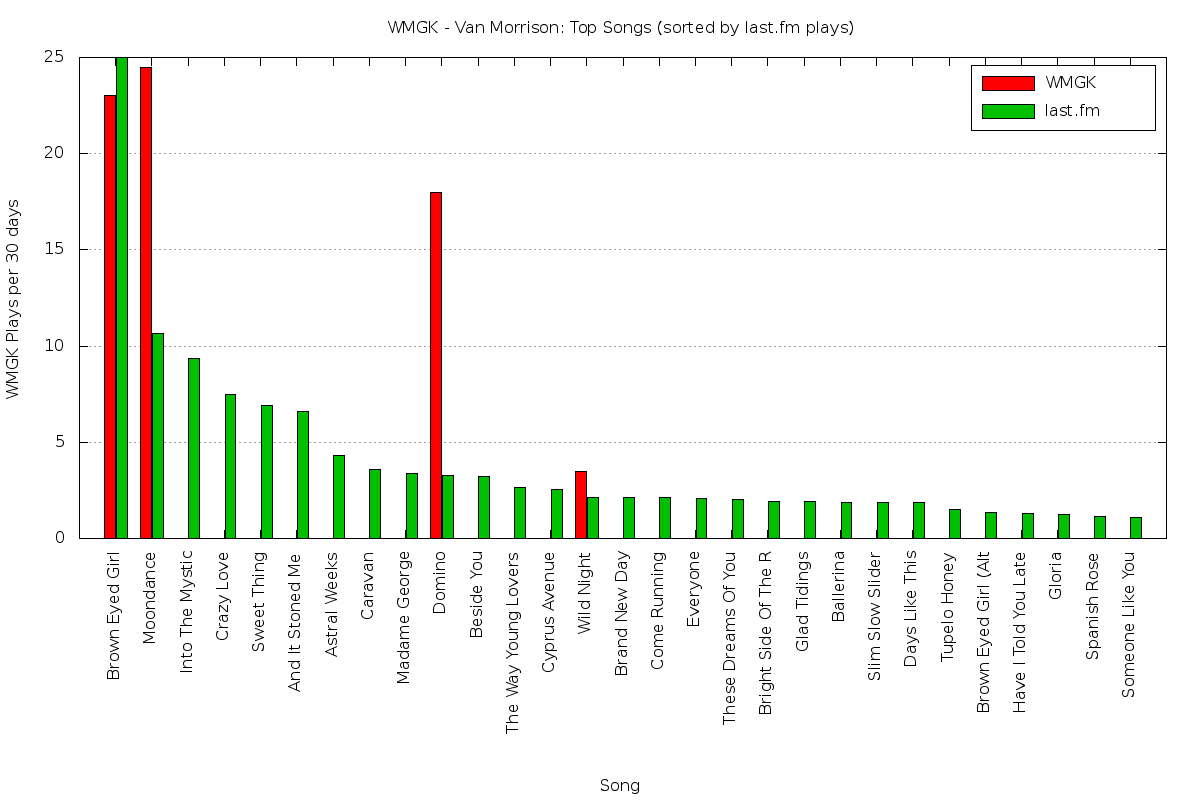 WMGK - Van Morrison: Top Songs (sorted by last.fm plays)
WMGK
last.fm
25
20
15
10
5
0
WMGK Plays per 30 days
Brown Eyed Girl
Moondance
Into The Mystic
Crazy Love
Sweet Thing
And It Stoned Me
Astral Weeks
Caravan
Madame George
Domino
Beside You
The Way Young Lovers
Cyprus Avenue
Wild Night
Brand New Day
Come Running
Everyone
These Dreams Of You
Bright Side Of The R
Glad Tidings
Ballerina
Slim Slow Slider
Days Like This
Tupelo Honey
Brown Eyed Girl (Alt
Have I Told You Late
Gloria
Spanish Rose
Someone Like You
Song